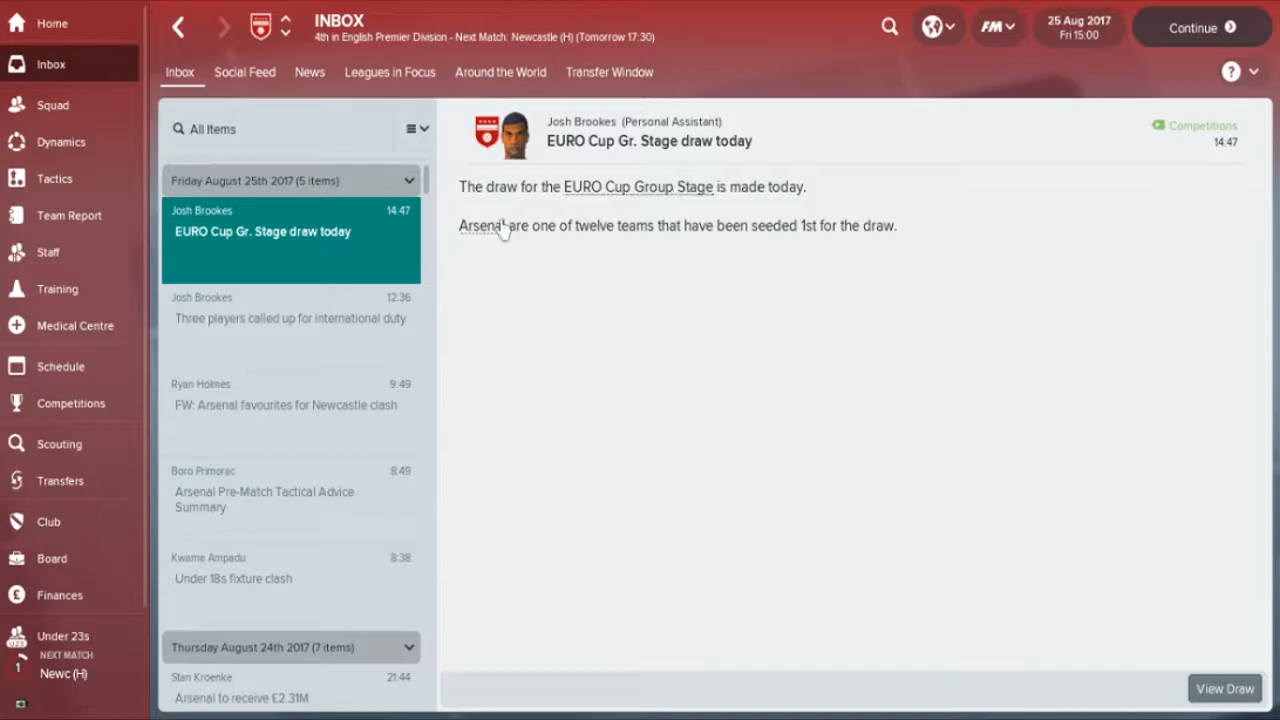 Home
Inbox
Squad
Dynamics
Tactics
Team Report
Staff
Training
Medical Centre
Schedule
Competitions
Scouting
Transfers
Club
Board
Finances
Under 23s
NEXT MATCH
1
Newc (H)
INBOX
4th in English Premier Division - Next Match: Newcastle (H) (Tomorrow 17:30)
FM
25 Aug 2017
Fri 15:00
Continue
Inbox Social Feed News Leagues in Focus Around the World Transfer Window
?
All Items
Friday August 25th 2017 (5 items)
Josh Brookes 14:47
EURO Cup Gr. Stage draw today
Josh Brookes 12:36
Three players called up for international duty
Ryan Holmes 9:49
FW: Arsenal favourites for Newcastle clash
Boro Primorac 8:49
Arsenal Pre-Match Tactical Advice
Summary
Kwame Ampadu 8:38
Under 18s fixture clash
Thursday August 24th 2017 (7 items)
Stan Kroenke 21:44
Arsenal to receive £2.31M
Josh Brookes (Personal Assistant)
EURO Cup Gr. Stage draw today
Competitions
14:47
The draw for the EURO Cup Group Stage is made today.
Arsenal are one of twelve teams that have been seeded 1st for the draw.
View Draw